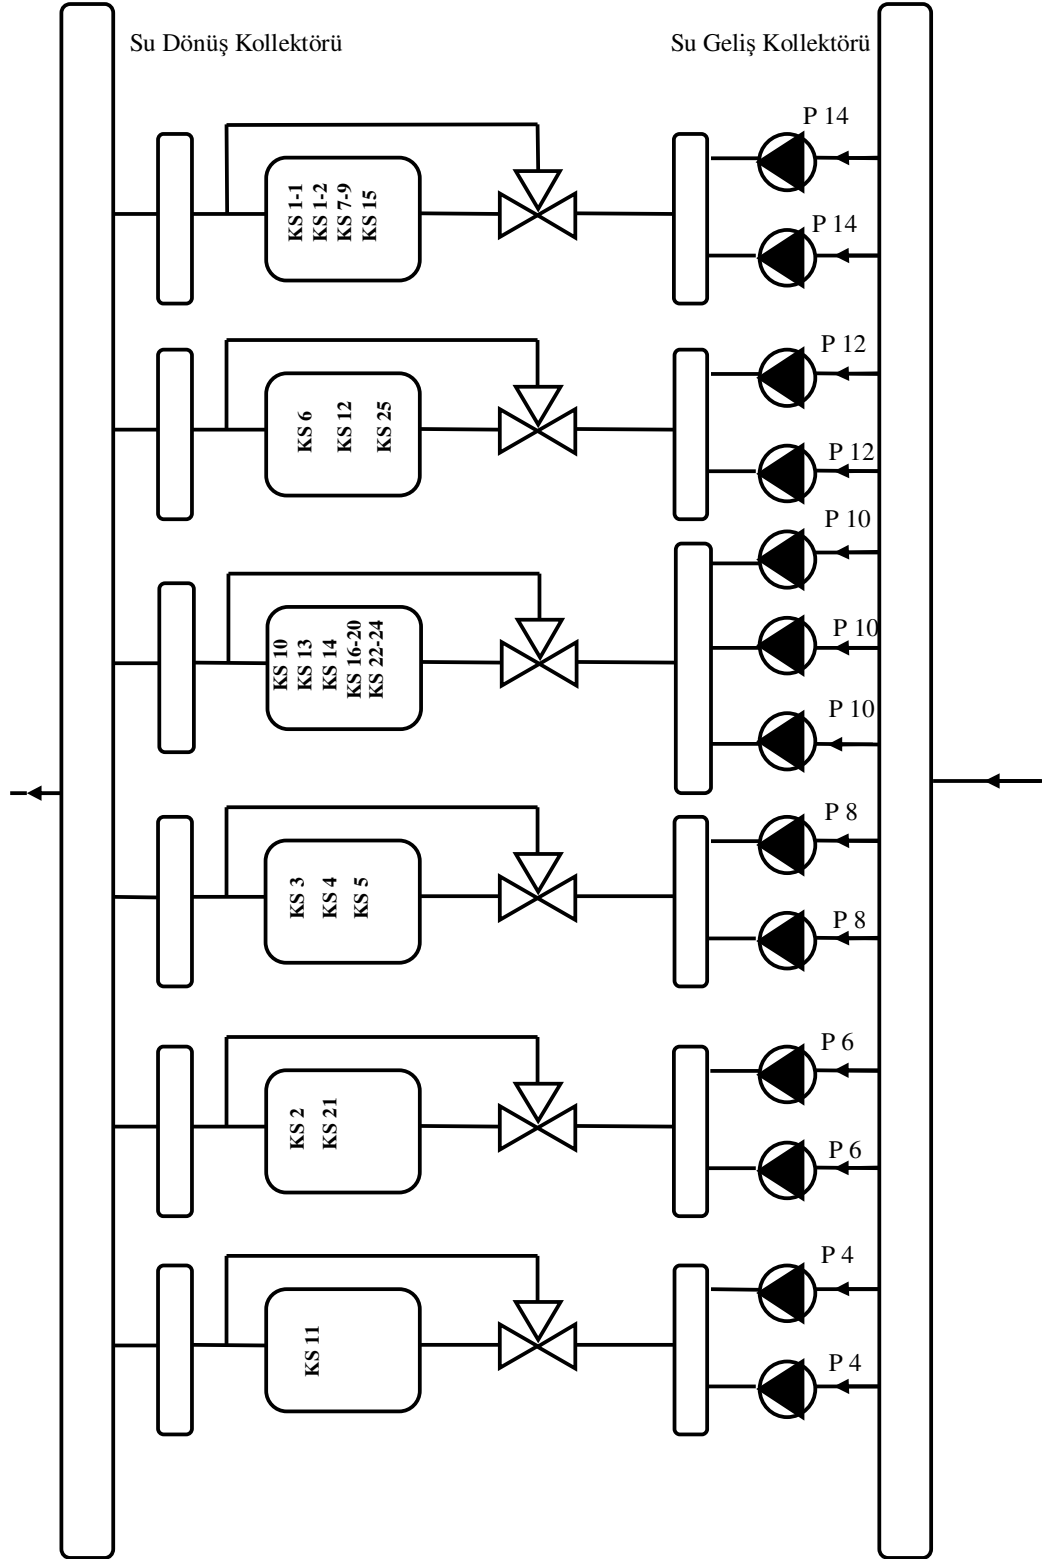 Su Dönüş Kollektörü
Su Geliş Kollektörü
P 14
KS 1-1
KS 1-2
KS 7-9
KS 15
P 14
P 12
KS 6
KS 12
KS 25
P 12
P 10
KS 10
KS 13
KS 14
KS 16-20
KS 22-24
P 10
P 10
P 8
KS 3
KS 4
KS 5
P 8
P 6
KS 2
KS 21
P 6
P 4
KS 11
P 4